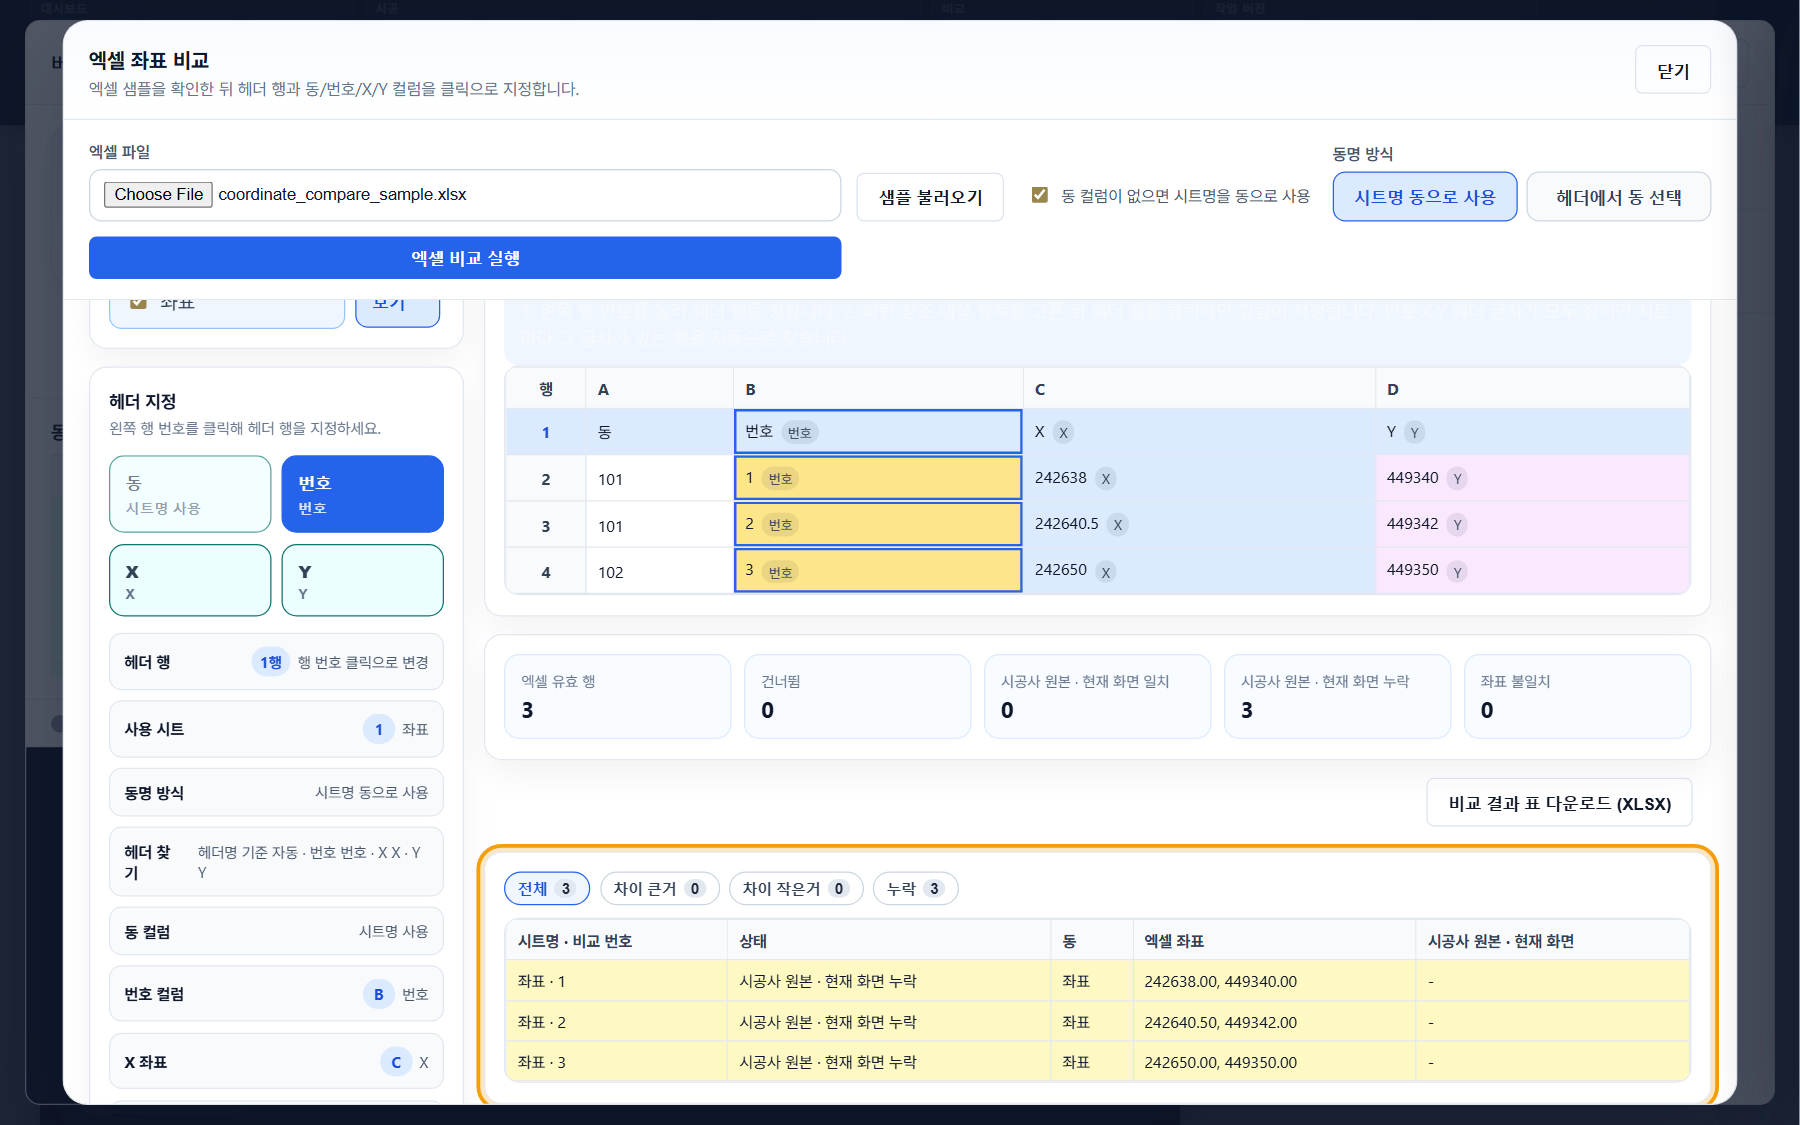 대시보드 시공 비교 작업 버전
엑셀 좌표 비교
엑셀 샘플을 확인한 뒤 헤더 행과 동/번호/X/Y 컬럼을 클릭으로 지정합니다.
닫기
엑셀 파일
Choose File coordinate_compare_sample.xlsx
샘플 불러오기
동 컬럼이 없으면 시트명을 동으로 사용
동명 방식
시트명 동으로 사용
헤더에서 동 선택
엑셀 비교 실행
좌표
보기
헤더 지정
왼쪽 행 번호를 클릭해 헤더 행을 지정하세요.
동
시트명 사용
번호
번호
X
X
Y
Y
헤더 행 1행 행 번호 클릭으로 변경
사용 시트 1 좌표
동명 방식 시트명 동으로 사용
헤더 찾기 헤더명 기준 자동 · 번호 번호 · X X · Y
Y
동 컬럼 시트명 사용
번호 컬럼 B 번호
X 좌표 C X
행 A B C D
1 동 번호 번호 X X Y Y
2 101 1 번호 242638 X 449340 Y
3 101 2 번호 242640.5 X 449342 Y
4 102 3 번호 242650 X 449350 Y
엑셀 유효 행
3
건너뜀
0
시공사 원본 · 현재 화면 일치
0
시공사 원본 · 현재 화면 누락
3
좌표 불일치
0
비교 결과 표 다운로드 (XLSX)
전체 3 차이 큰거 0 차이 작은거 0 누락 3
시트명 · 비교 번호 상태 동 엑셀 좌표 시공사 원본 · 현재 화면
좌표 · 1 시공사 원본 · 현재 화면 누락 좌표 242638.00, 449340.00 -
좌표 · 2 시공사 원본 · 현재 화면 누락 좌표 242640.50, 449342.00 -
좌표 · 3 시공사 원본 · 현재 화면 누락 좌표 242650.00, 449350.00 -